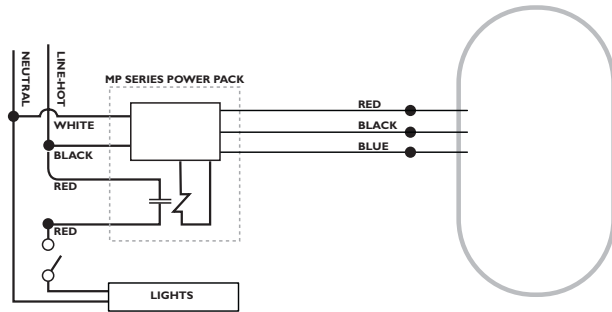 NEUTRAL
LINE-HOT
MP SERIES POWER PACK
RED
WHITE
BLACK
BLACK
BLUE
RED
RED
LIGHTS